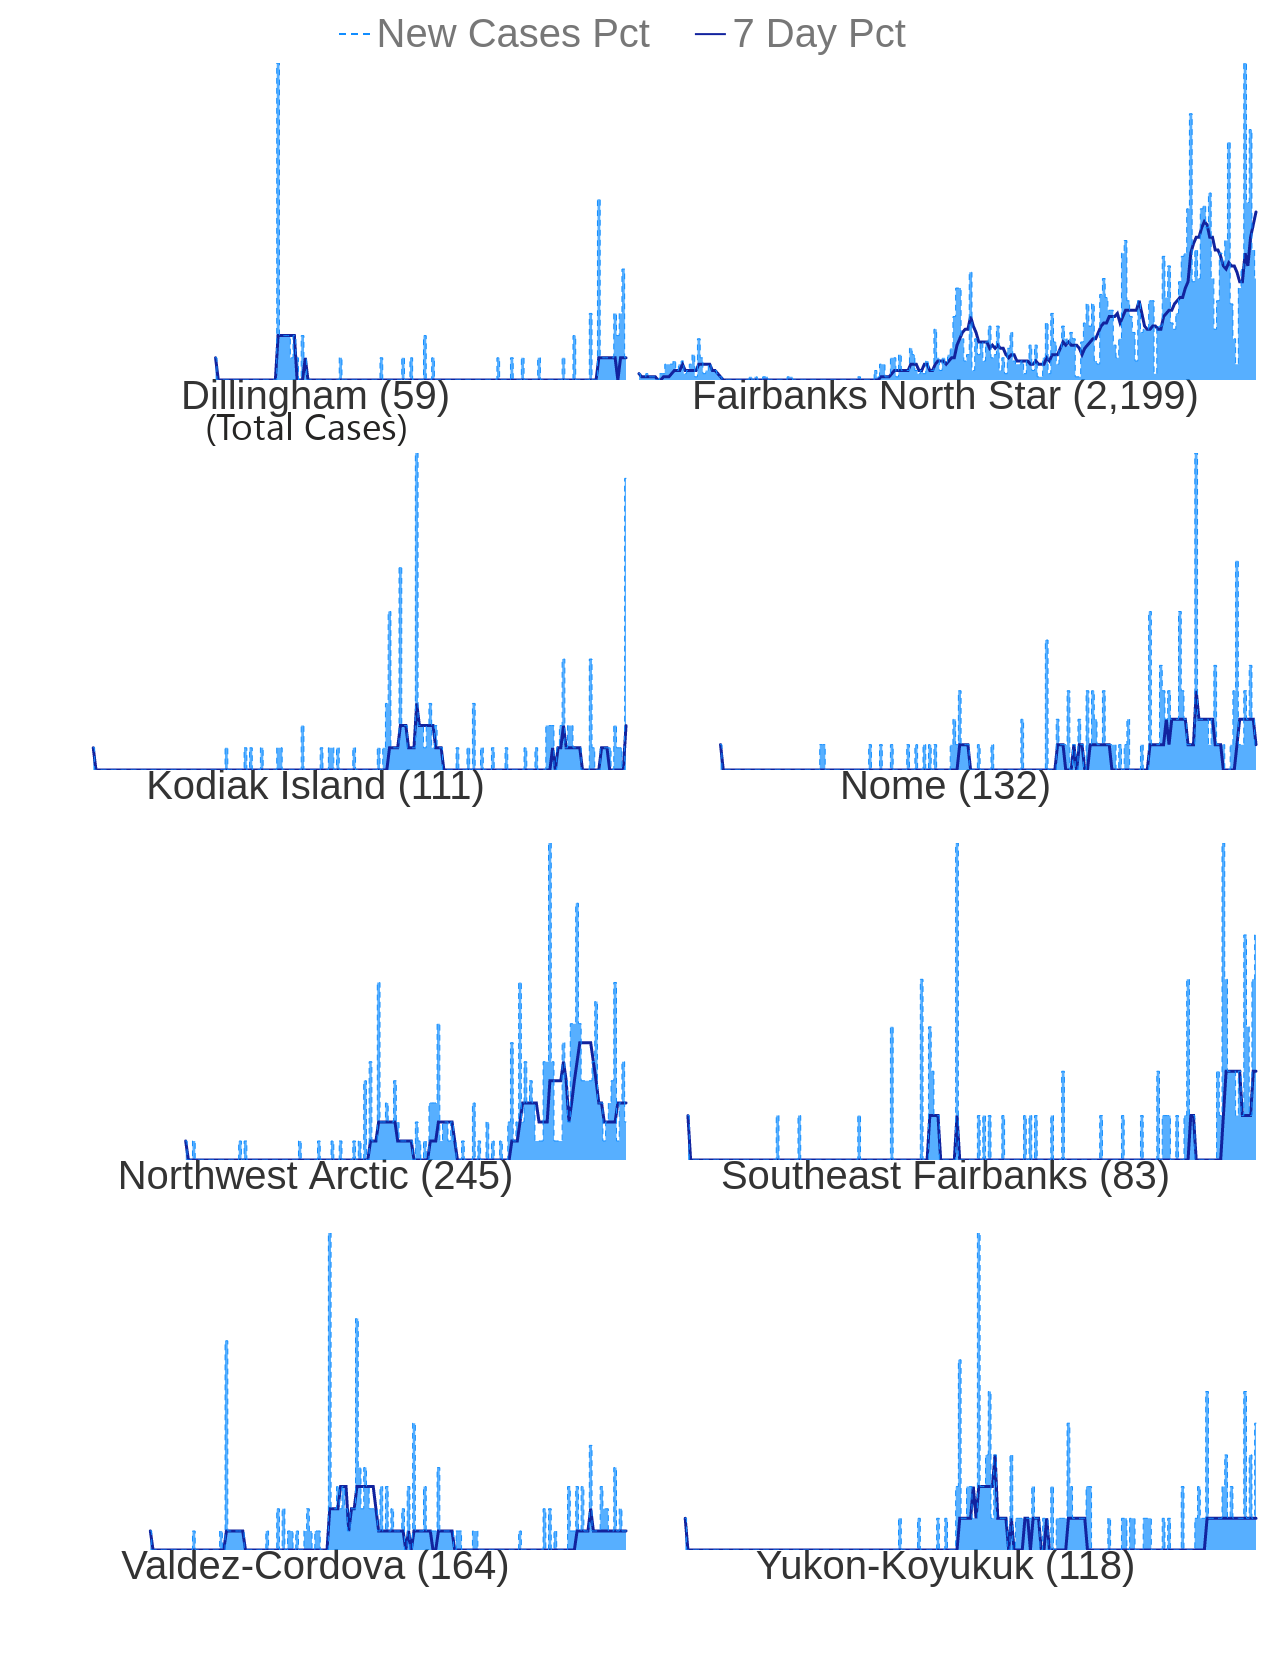 New Cases Pct 7 Day Pct
Dillingham (59) Fairbanks North Star (2,199)
(Total Cases)
Kodiak Island (111) Nome (132)
Northwest Arctic (245) Southeast Fairbanks (83)
Valdez-Cordova (164) Yukon-Koyukuk (118)